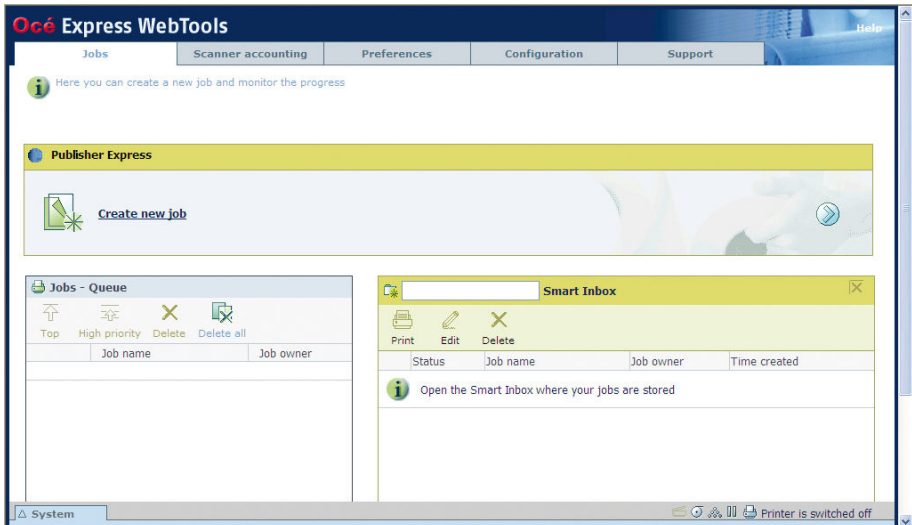 Océ Express WebTools
Help
Jobs Scanner accounting Preferences Configuration Support
Here you can create a new job and monitor the progress
Publisher Express
Create new job
Jobs - Queue
Top High priority Delete Delete all
Job name Job owner
Smart Inbox
Print Edit Delete
Status Job name Job owner Time created
Open the Smart Inbox where your jobs are stored
System
Printer is switched off